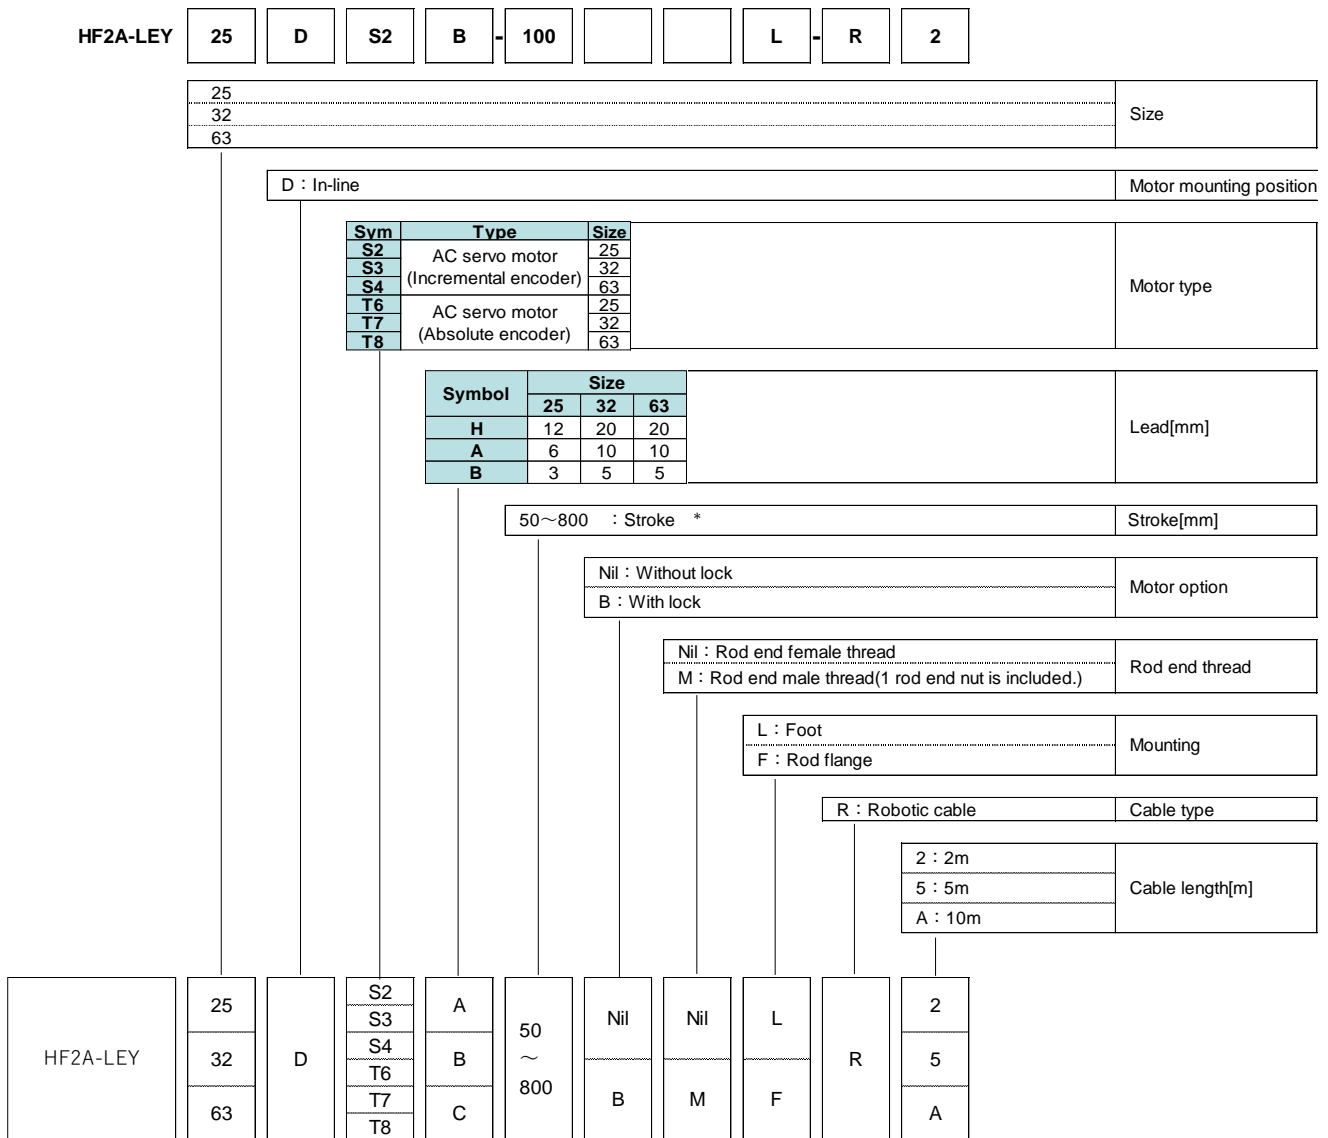 HF2A-LEY 25 D S2 B - 100 L - R 2
25
32 Size
63
D：In-line Motor mounting position
Sym Type Size
S2 AC servo motor (Incremental encoder) 25
S3 32
S4 63
T6 AC servo motor (Absolute encoder) 25
T7 32
T8 63
Motor type
Symbol Size
25 32 63
H 12 20 20
A 6 10 10
B 3 5 5
Lead[mm]
50～800 ：Stroke * Stroke[mm]
Nil：Without lock
B：With lock
Motor option
Nil：Rod end female thread
M：Rod end male thread(1 rod end nut is included.)
Rod end thread
L：Foot
F：Rod flange
Mounting
R：Robotic cable Cable type
2：2m
5：5m
A：10m
Cable length[m]
HF2A-LEY
25
32
63
D
S2
S3
S4
T6
T7
T8
A
B
C
50
～
800
Nil
B
Nil
M
L
F
R
2
5
A